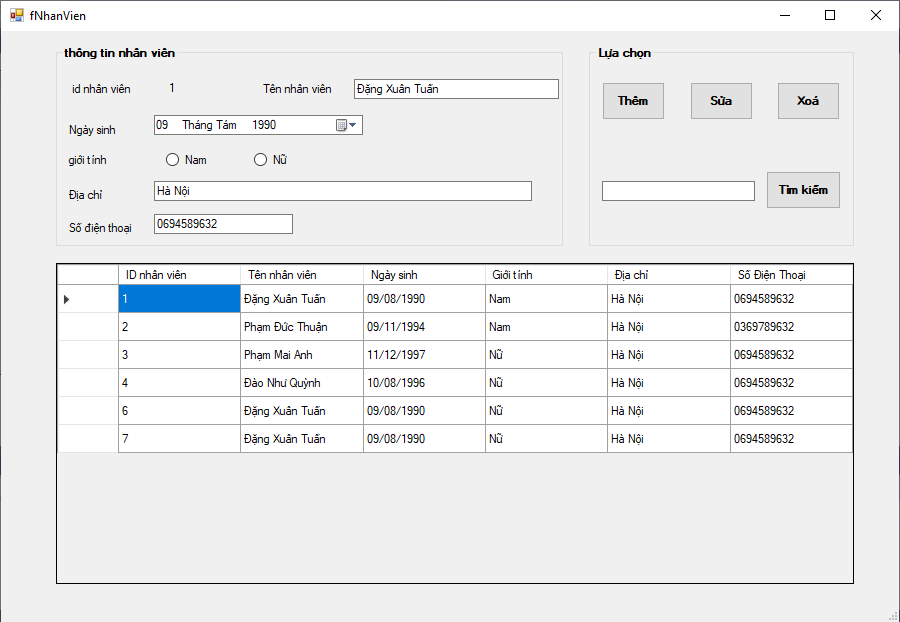 fNhanVien
thông tin nhân viên
id nhân viên 1 Tên nhân viên Đặng Xuân Tuấn
Ngày sinh 09 Tháng Tám 1990
giới tính Nam Nữ
Địa chỉ Hà Nội
Số điện thoại 0694589632
Lựa chọn
Thêm Sửa Xoá
Tìm kiếm
ID nhân viên Tên nhân viên Ngày sinh Giới tính Địa chỉ Số Điện Thoại
1 Đặng Xuân Tuấn 09/08/1990 Nam Hà Nội 0694589632
2 Phạm Đức Thuận 09/11/1994 Nam Hà Nội 0369789632
3 Phạm Mai Anh 11/12/1997 Nữ Hà Nội 0694589632
4 Đào Như Quỳnh 10/08/1996 Nữ Hà Nội 0694589632
6 Đặng Xuân Tuấn 09/08/1990 Nữ Hà Nội 0694589632
7 Đặng Xuân Tuấn 09/08/1990 Nữ Hà Nội 0694589632